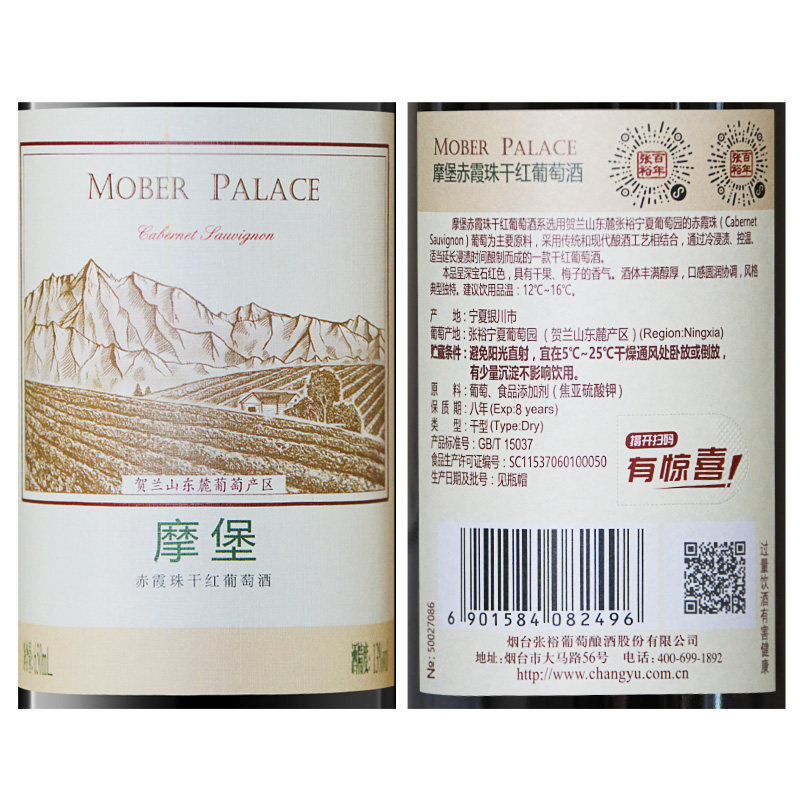 MOBER PALACE
Cabernet Sauvignon
贺兰山东麓葡萄产区
摩堡
赤霞珠干红葡萄酒
MOBER PALACE
摩堡赤霞珠干红葡萄酒
百年张裕
百年张裕
摩堡赤霞珠干红葡萄酒系选用贺兰山东麓张裕宁夏葡萄园的赤霞珠(Cabernet
Sauvignon)葡萄为主要原料,采用传统和现代酿酒工艺相结合,通过冷浸渍、控温、
适当延长浸渍时间酿制而成的一款干红葡萄酒。
本品呈深宝石红色,具有干果、梅子的香气。酒体丰满醇厚,口感圆润协调,风格
典型独特。建议饮用品温:12℃~16℃。
产 地:宁夏银川市
葡萄产地:张裕宁夏葡萄园(贺兰山东麓产区)(Region:Ningxia)
贮藏条件:避免阳光直射,宜在5℃~25℃干燥通风处卧放或倒放,
有少量沉淀不影响饮用。
原 料:葡萄、食品添加剂(焦亚硫酸钾)
保 质 期:八年(Exp:8 years)
类 型:干型(Type:Dry)
产品标准号:GB/T 15037
食品生产许可证编号:SC11537060100050
生产日期及批号:见瓶帽
揭开扫码
有惊喜!
6 901584 082496
№: 50027086
过量饮酒有害健康
烟台张裕葡萄酿酒股份有限公司
地址:烟台市大马路56号 电话:400-699-1892
http://www.changyu.com.cn